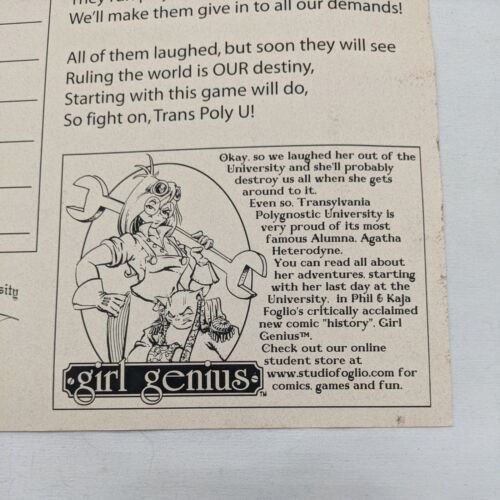 We'll make them give in to all our demands!
All of them laughed, but soon they will see
Ruling the world is OUR destiny,
Starting with this game will do,
So fight on, Trans Poly U!
Okay, so we laughed her out of the
University and she'll probably
destroy us all when she gets
around to it.
Even so, Transylvania
Polygnostic University is
very proud of its most
famous Alumna, Agatha
Heterodyne.
You can read all about
her adventures, starting
with her last day at the
University, in Phil & Kaja
Foglio's critically acclaimed
new comic "history", Girl
Genius™.
Check out our online
student store at
www.studiofoglio.com for
comics, games and fun.
girl genius™